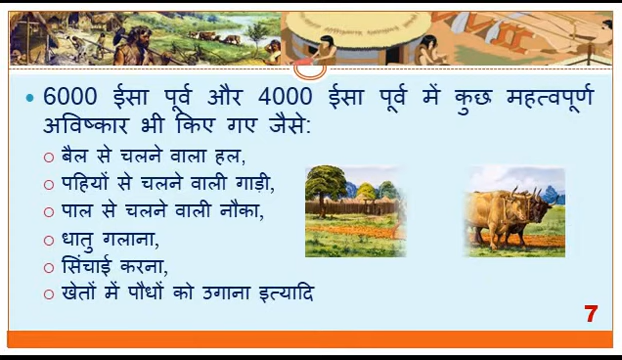 6000 ईसा पूर्व और 4000 ईसा पूर्व में कुछ महत्वपूर्ण
अविष्कार भी किए गए जैसे:
बैल से चलने वाला हल,
पहियों से चलने वाली गाड़ी,
पाल से चलने वाली नौका,
धातु गलाना,
सिंचाई करना,
खेतों में पौधों को उगाना इत्यादि
7